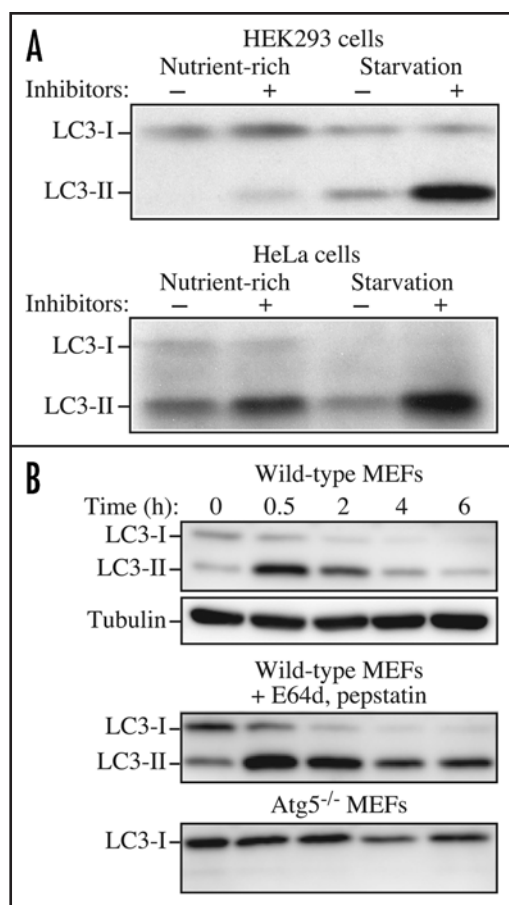 A
HEK293 cells
Nutrient-rich Starvation
Inhibitors: – + – +
LC3-I
LC3-II
HeLa cells
Nutrient-rich Starvation
Inhibitors: – + – +
LC3-I
LC3-II
B
Wild-type MEFs
Time (h): 0 0.5 2 4 6
LC3-I
LC3-II
Tubulin
Wild-type MEFs
+ E64d, pepstatin
LC3-I
LC3-II
Atg5-/- MEFs
LC3-I